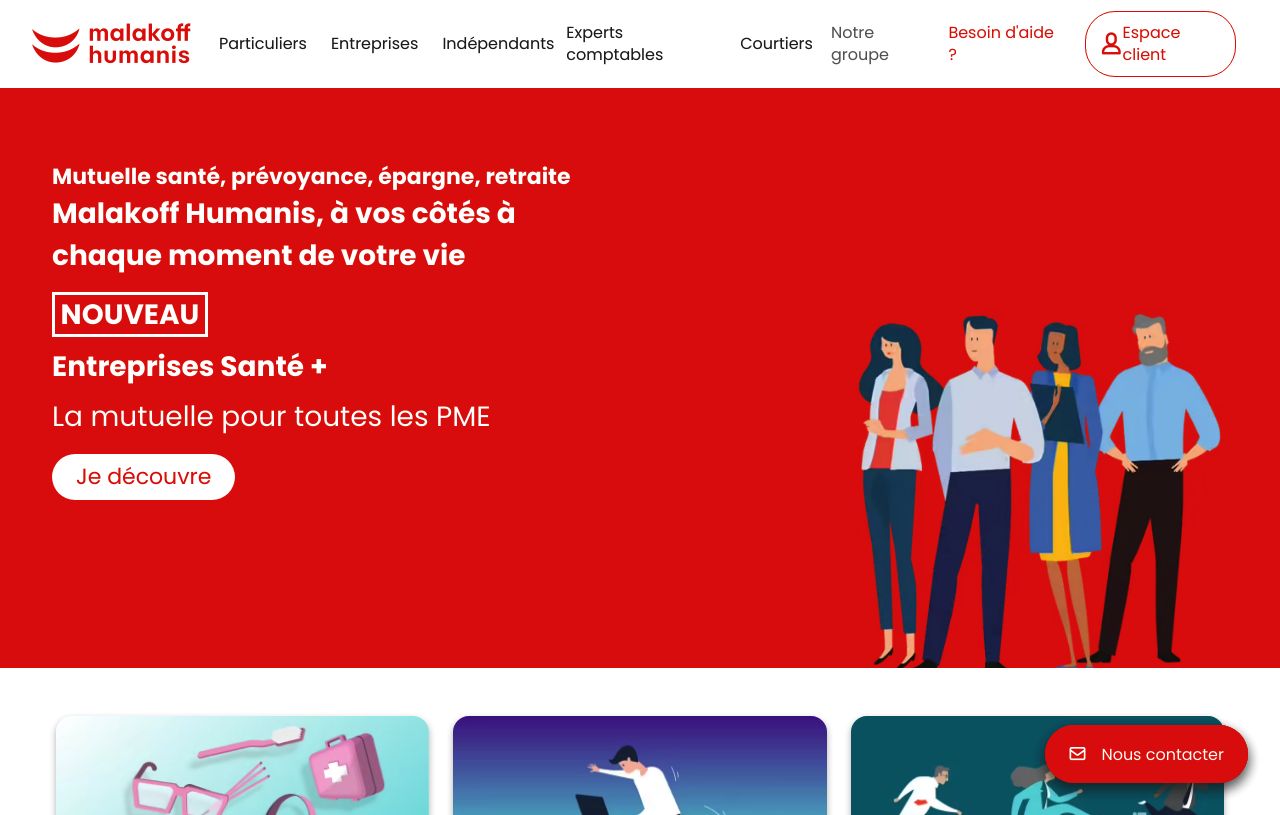 malakoff
humanis
Particuliers
Entreprises
Indépendants
Experts
comptables
Courtiers
Notre
groupe
Besoin d'aide
?
Espace
client
Mutuelle santé, prévoyance, épargne, retraite
Malakoff Humanis, à vos côtés à
chaque moment de votre vie
NOUVEAU
Entreprises Santé +
La mutuelle pour toutes les PME
Je découvre
Nous contacter